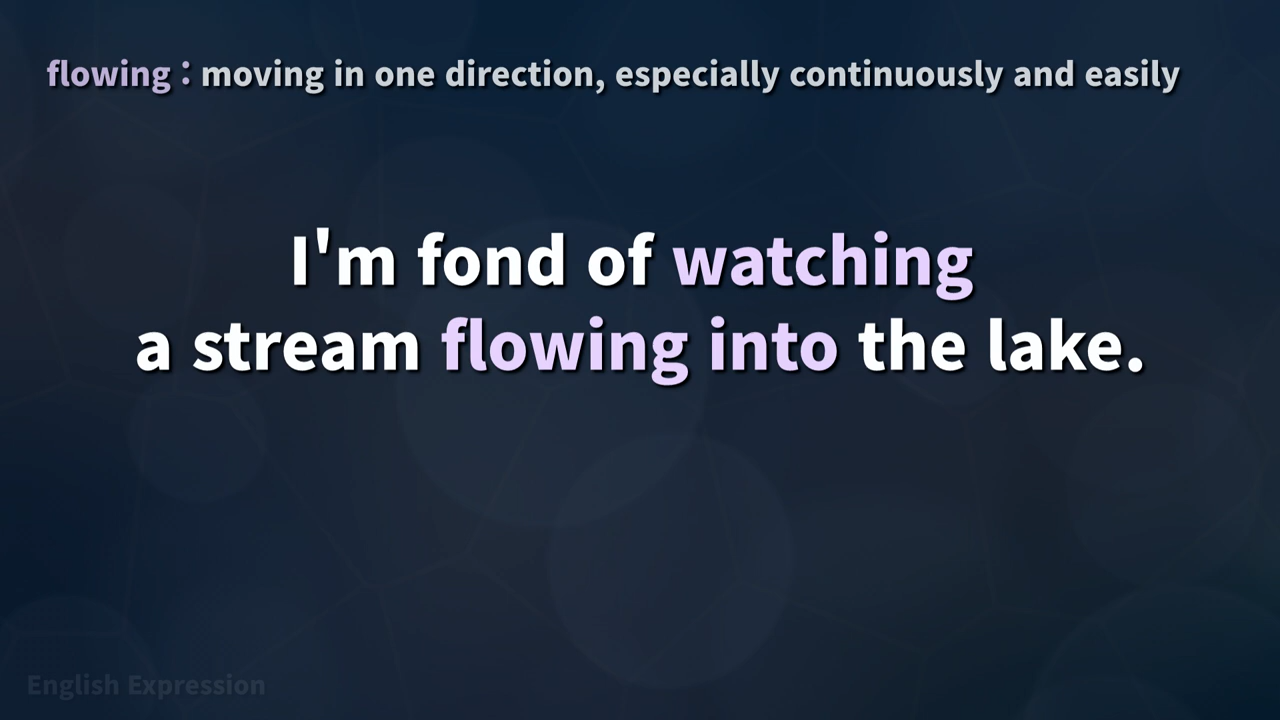 flowing : moving in one direction, especially continuously and easily
I'm fond of watching
a stream flowing into the lake.
English Expression